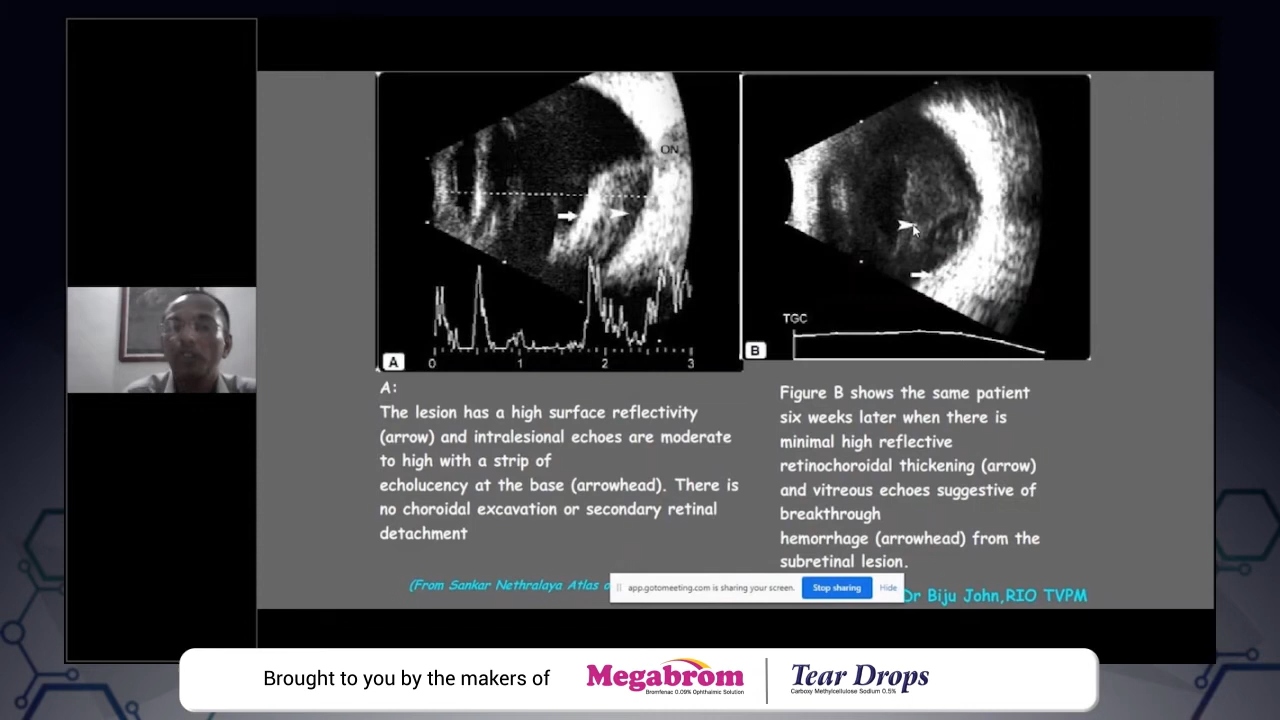 ON
TGC
A
0 1 2 3
B
A:
The lesion has a high surface reflectivity
(arrow) and intralesional echoes are moderate
to high with a strip of
echolucency at the base (arrowhead). There is
no choroidal excavation or secondary retinal
detachment
Figure B shows the same patient
six weeks later when there is
minimal high reflective
retinochoroidal thickening (arrow)
and vitreous echoes suggestive of
breakthrough
hemorrhage (arrowhead) from the
subretinal lesion.
(From Sankar Nethralaya Atlas
app.gotomeeting.com is sharing your screen.
Stop sharing
Hide
Dr Biju John,RIO TVPM
Brought to you by the makers of
Megabrom
Bromfenac 0.09% Ophthalmic Solution
Tear Drops
Carboxy Methylcellulose Sodium 0.5%